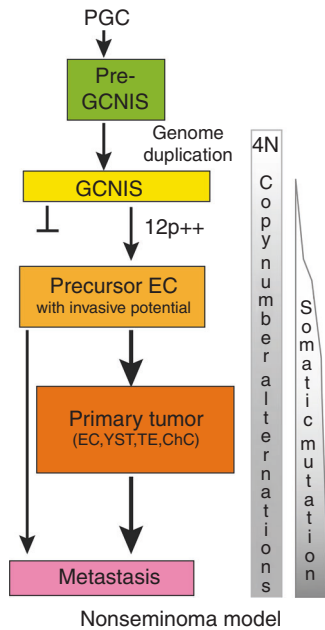 PGC
Pre-
GCNIS
Genome
duplication
GCNIS
12p++
Precursor EC
with invasive potential
Primary tumor
(EC,YST,TE,ChC)
Metastasis
4N
Copy number alternations
Somatic mutation
Nonseminoma model